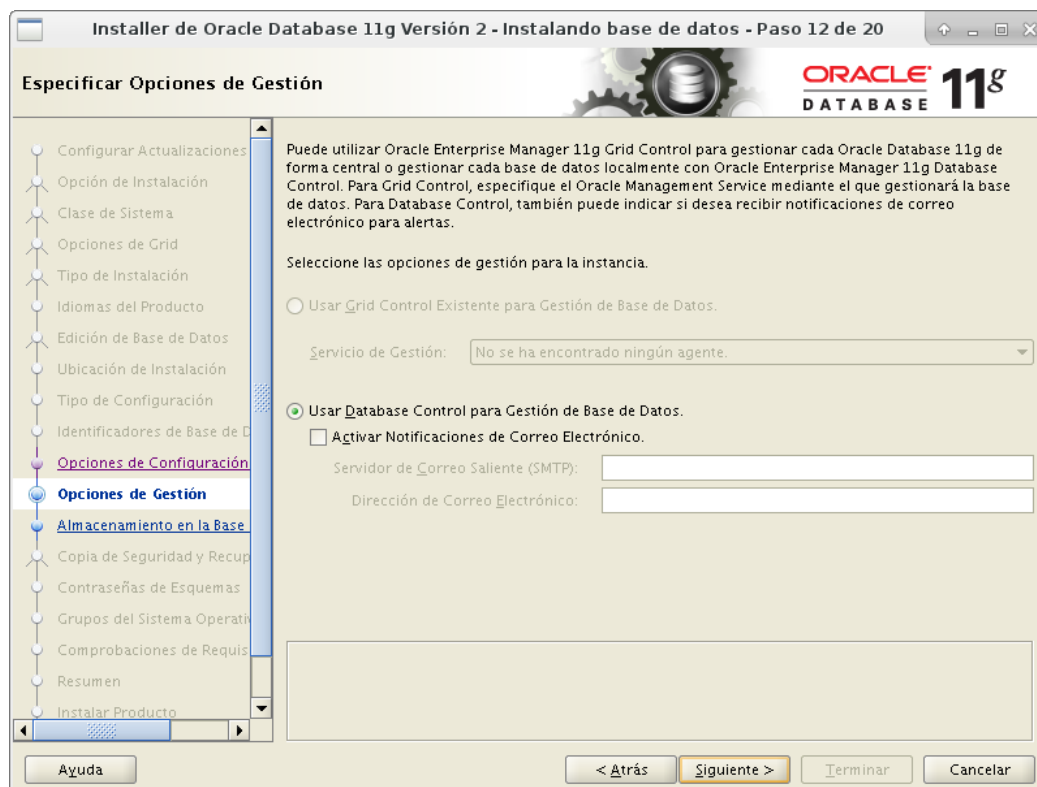 Installer de Oracle Database 11g Versión 2 - Instalando base de datos - Paso 12 de 20
Especificar Opciones de Gestión
ORACLE
DATABASE
11g
Configurar Actualizaciones
Opción de Instalación
Clase de Sistema
Opciones de Grid
Tipo de Instalación
Idiomas del Producto
Edición de Base de Datos
Ubicación de Instalación
Tipo de Configuración
Identificadores de Base de D
Opciones de Configuración
Opciones de Gestión
Almacenamiento en la Base
Copia de Seguridad y Recup
Contraseñas de Esquemas
Grupos del Sistema Operativ
Comprobaciones de Requis
Resumen
Instalar Producto
Puede utilizar Oracle Enterprise Manager 11g Grid Control para gestionar cada Oracle Database 11g de
forma central o gestionar cada base de datos localmente con Oracle Enterprise Manager 11g Database
Control. Para Grid Control, especifique el Oracle Management Service mediante el que gestionará la base
de datos. Para Database Control, también puede indicar si desea recibir notificaciones de correo
electrónico para alertas.
Seleccione las opciones de gestión para la instancia.
Usar Grid Control Existente para Gestión de Base de Datos.
Servicio de Gestión: No se ha encontrado ningún agente.
Usar Database Control para Gestión de Base de Datos.
Activar Notificaciones de Correo Electrónico.
Servidor de Correo Saliente (SMTP):
Dirección de Correo Electrónico:
Ayuda
< Atrás
Siguiente >
Terminar
Cancelar